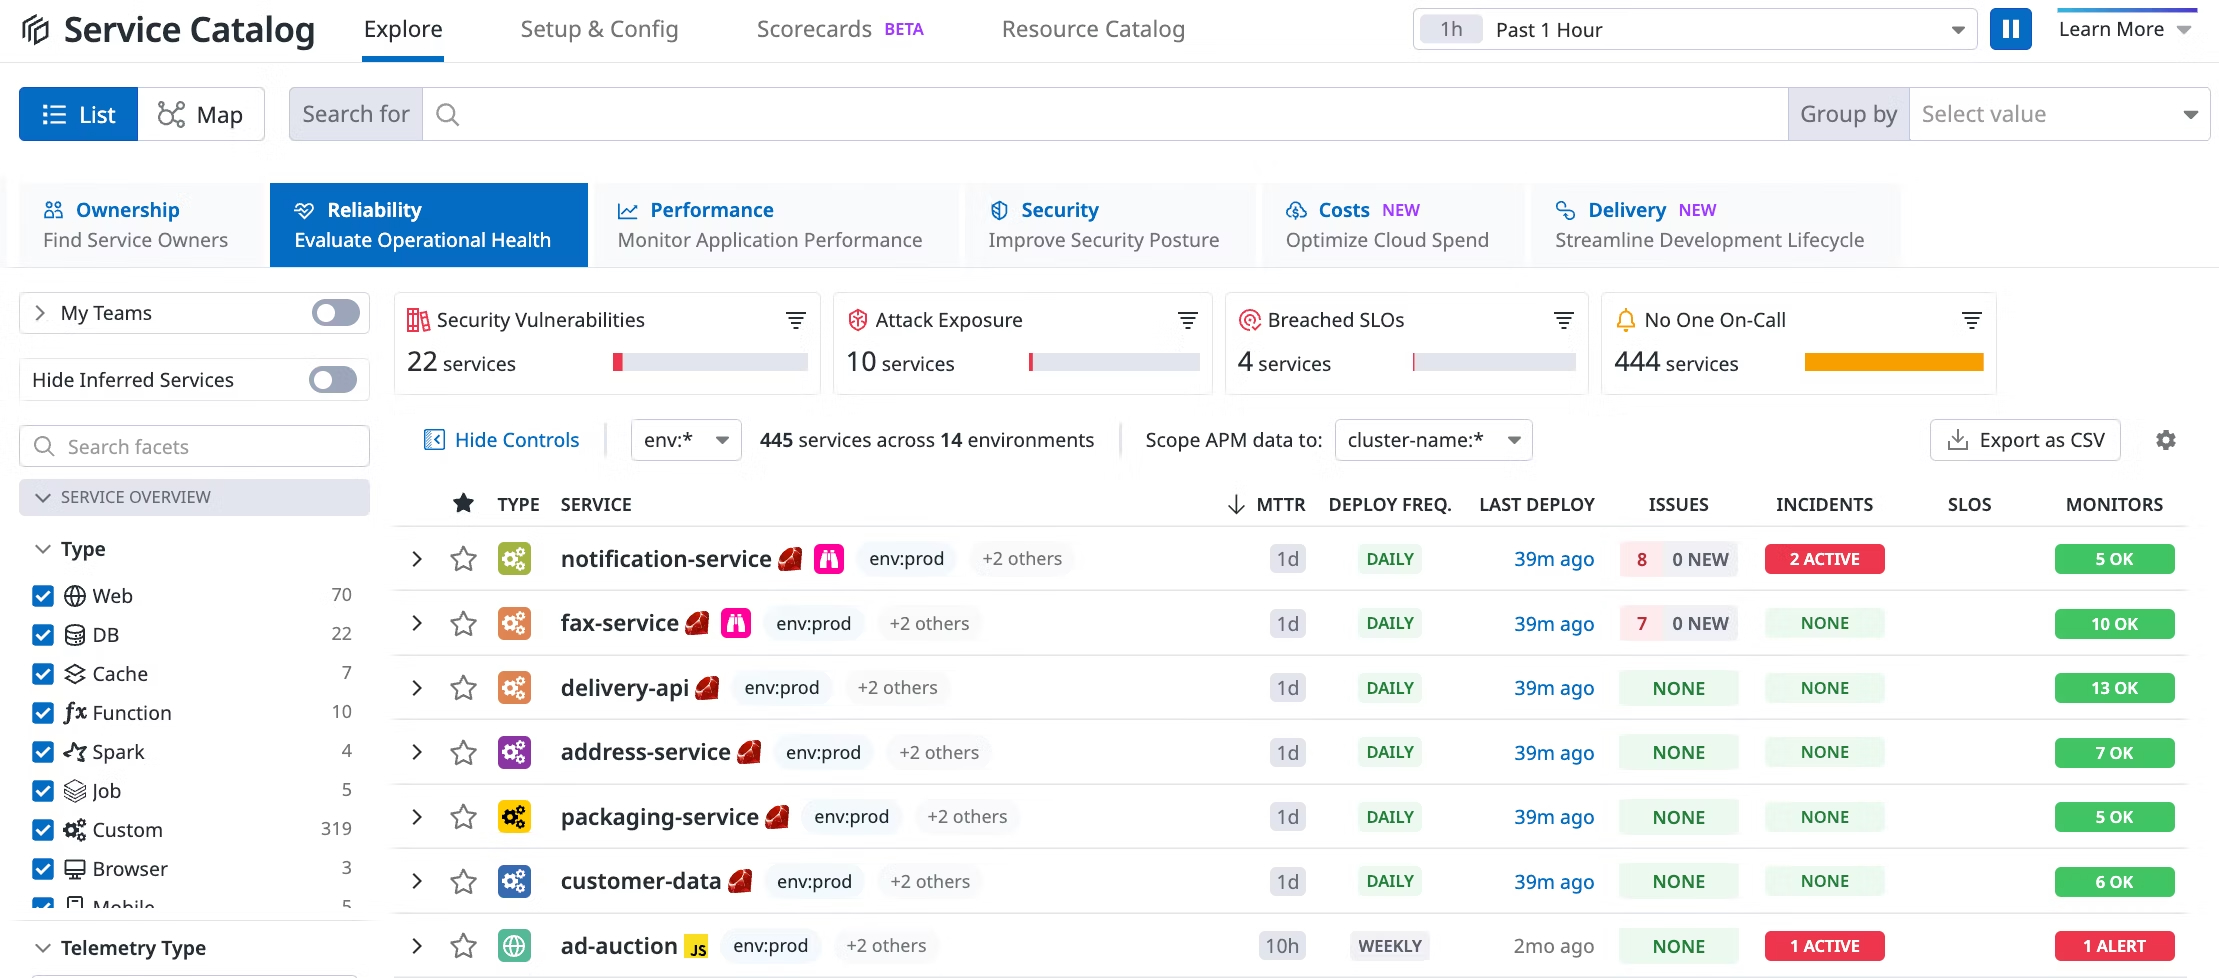 Service Catalog Explore Setup & Config Scorecards BETA Resource Catalog 1h Past 1 Hour Learn More
List Map Search for Group by Select value
Ownership Reliability Performance Security Costs NEW Delivery NEW
Find Service Owners Evaluate Operational Health Monitor Application Performance Improve Security Posture Optimize Cloud Spend Streamline Development Lifecycle
My Teams
Hide Inferred Services
Search facets
SERVICE OVERVIEW
Type
Web 70
DB 22
Cache 7
Function 10
Spark 4
Job 5
Custom 319
Browser 3
Mobile 5
Telemetry Type
Security Vulnerabilities Attack Exposure Breached SLOs No One On-Call
22 services 10 services 4 services 444 services
Hide Controls env:* 445 services across 14 environments Scope APM data to: cluster-name:* Export as CSV
TYPE SERVICE MTTR DEPLOY FREQ. LAST DEPLOY ISSUES INCIDENTS SLOS MONITORS
notification-service env:prod +2 others 1d DAILY 39m ago 8 0 NEW 2 ACTIVE 5 OK
fax-service env:prod +2 others 1d DAILY 39m ago 7 0 NEW NONE 10 OK
delivery-api env:prod +2 others 1d DAILY 39m ago NONE NONE 13 OK
address-service env:prod +2 others 1d DAILY 39m ago NONE NONE 7 OK
packaging-service env:prod +2 others 1d DAILY 39m ago NONE NONE 5 OK
customer-data env:prod +2 others 1d DAILY 39m ago NONE NONE 6 OK
ad-auction JS env:prod +2 others 10h WEEKLY 2mo ago NONE 1 ACTIVE 1 ALERT